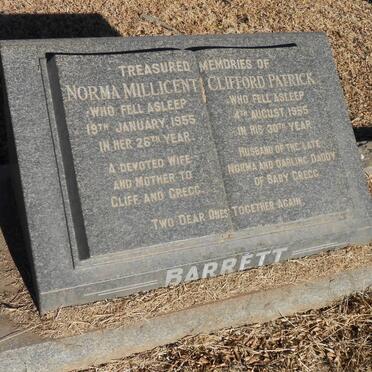 TREASURED MEMORIES OF
NORMA MILLICENT
WHO FELL ASLEEP
19TH JANUARY, 1955
IN HER 26TH YEAR.
A DEVOTED WIFE
AND MOTHER TO
CLIFF AND GREGG.
CLIFFORD PATRICK
WHO FELL ASLEEP
4TH AUGUST, 1955
IN HIS 30TH YEAR.
HUSBAND OF THE LATE
NORMA AND DARLING DADDY
OF BABY GREGG.
TWO DEAR ONES TOGETHER AGAIN.
BARRETT